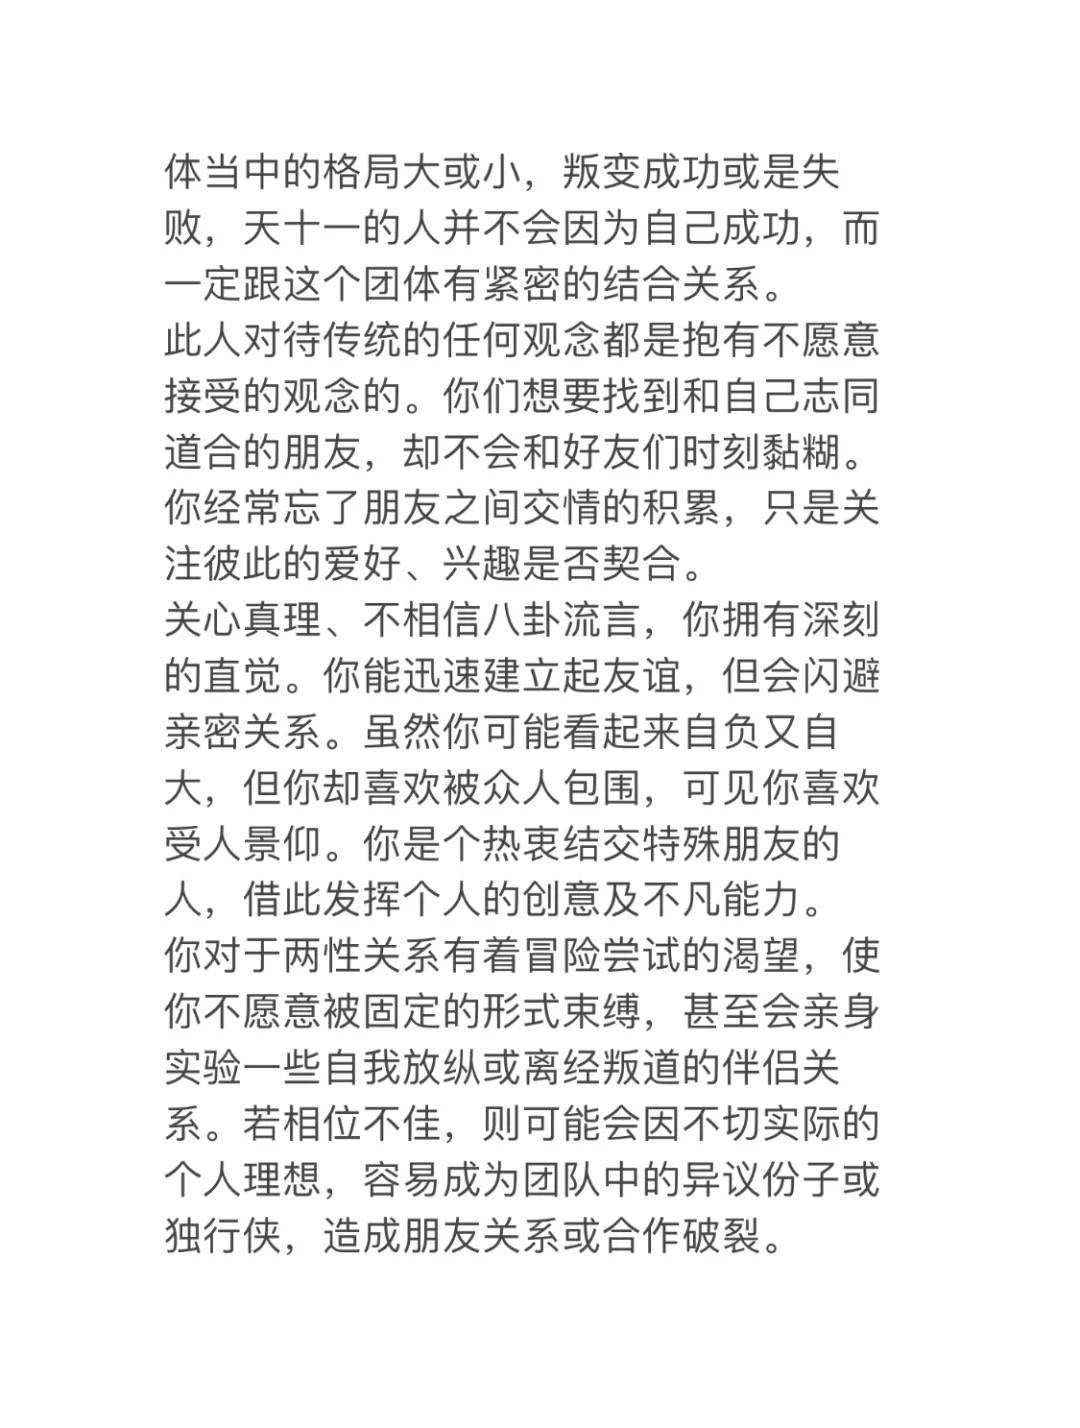 体当中的格局大或小，叛变成功或是失
败，天十一的人并不会因为自己成功，而
一定跟这个团体有紧密的结合关系。
此人对待传统的任何观念都是抱有不愿意
接受的观念的。你们想要找到和自己志同
道合的朋友，却不会和好友们时刻黏糊。
你经常忘了朋友之间交情的积累，只是关
注彼此的爱好、兴趣是否契合。
关心真理、不相信八卦流言，你拥有深刻
的直觉。你能迅速建立起友谊，但会闪避
亲密关系。虽然你可能看起来自负又自
大，但你却喜欢被众人包围，可见你喜欢
受人景仰。你是个热衷结交特殊朋友的
人，借此发挥个人的创意及不凡能力。
你对于两性关系有着冒险尝试的渴望，使
你不愿意被固定的形式束缚，甚至会亲身
实验一些自我放纵或离经叛道的伴侣关
系。若相位不佳，则可能会因不切实际的
个人理想，容易成为团队中的异议份子或
独行侠，造成朋友关系或合作破裂。